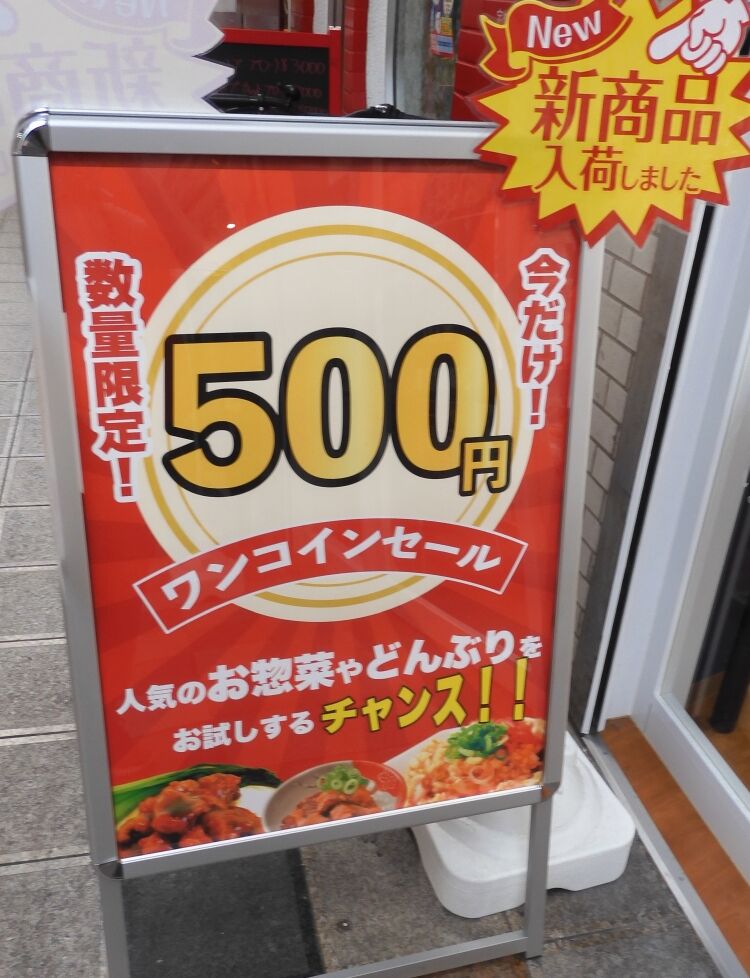 New
新商品
入荷しました
数量限定!
今だけ!
500円
ワンコインセール
人気のお惣菜やどんぶりを
お試しするチャンス!!